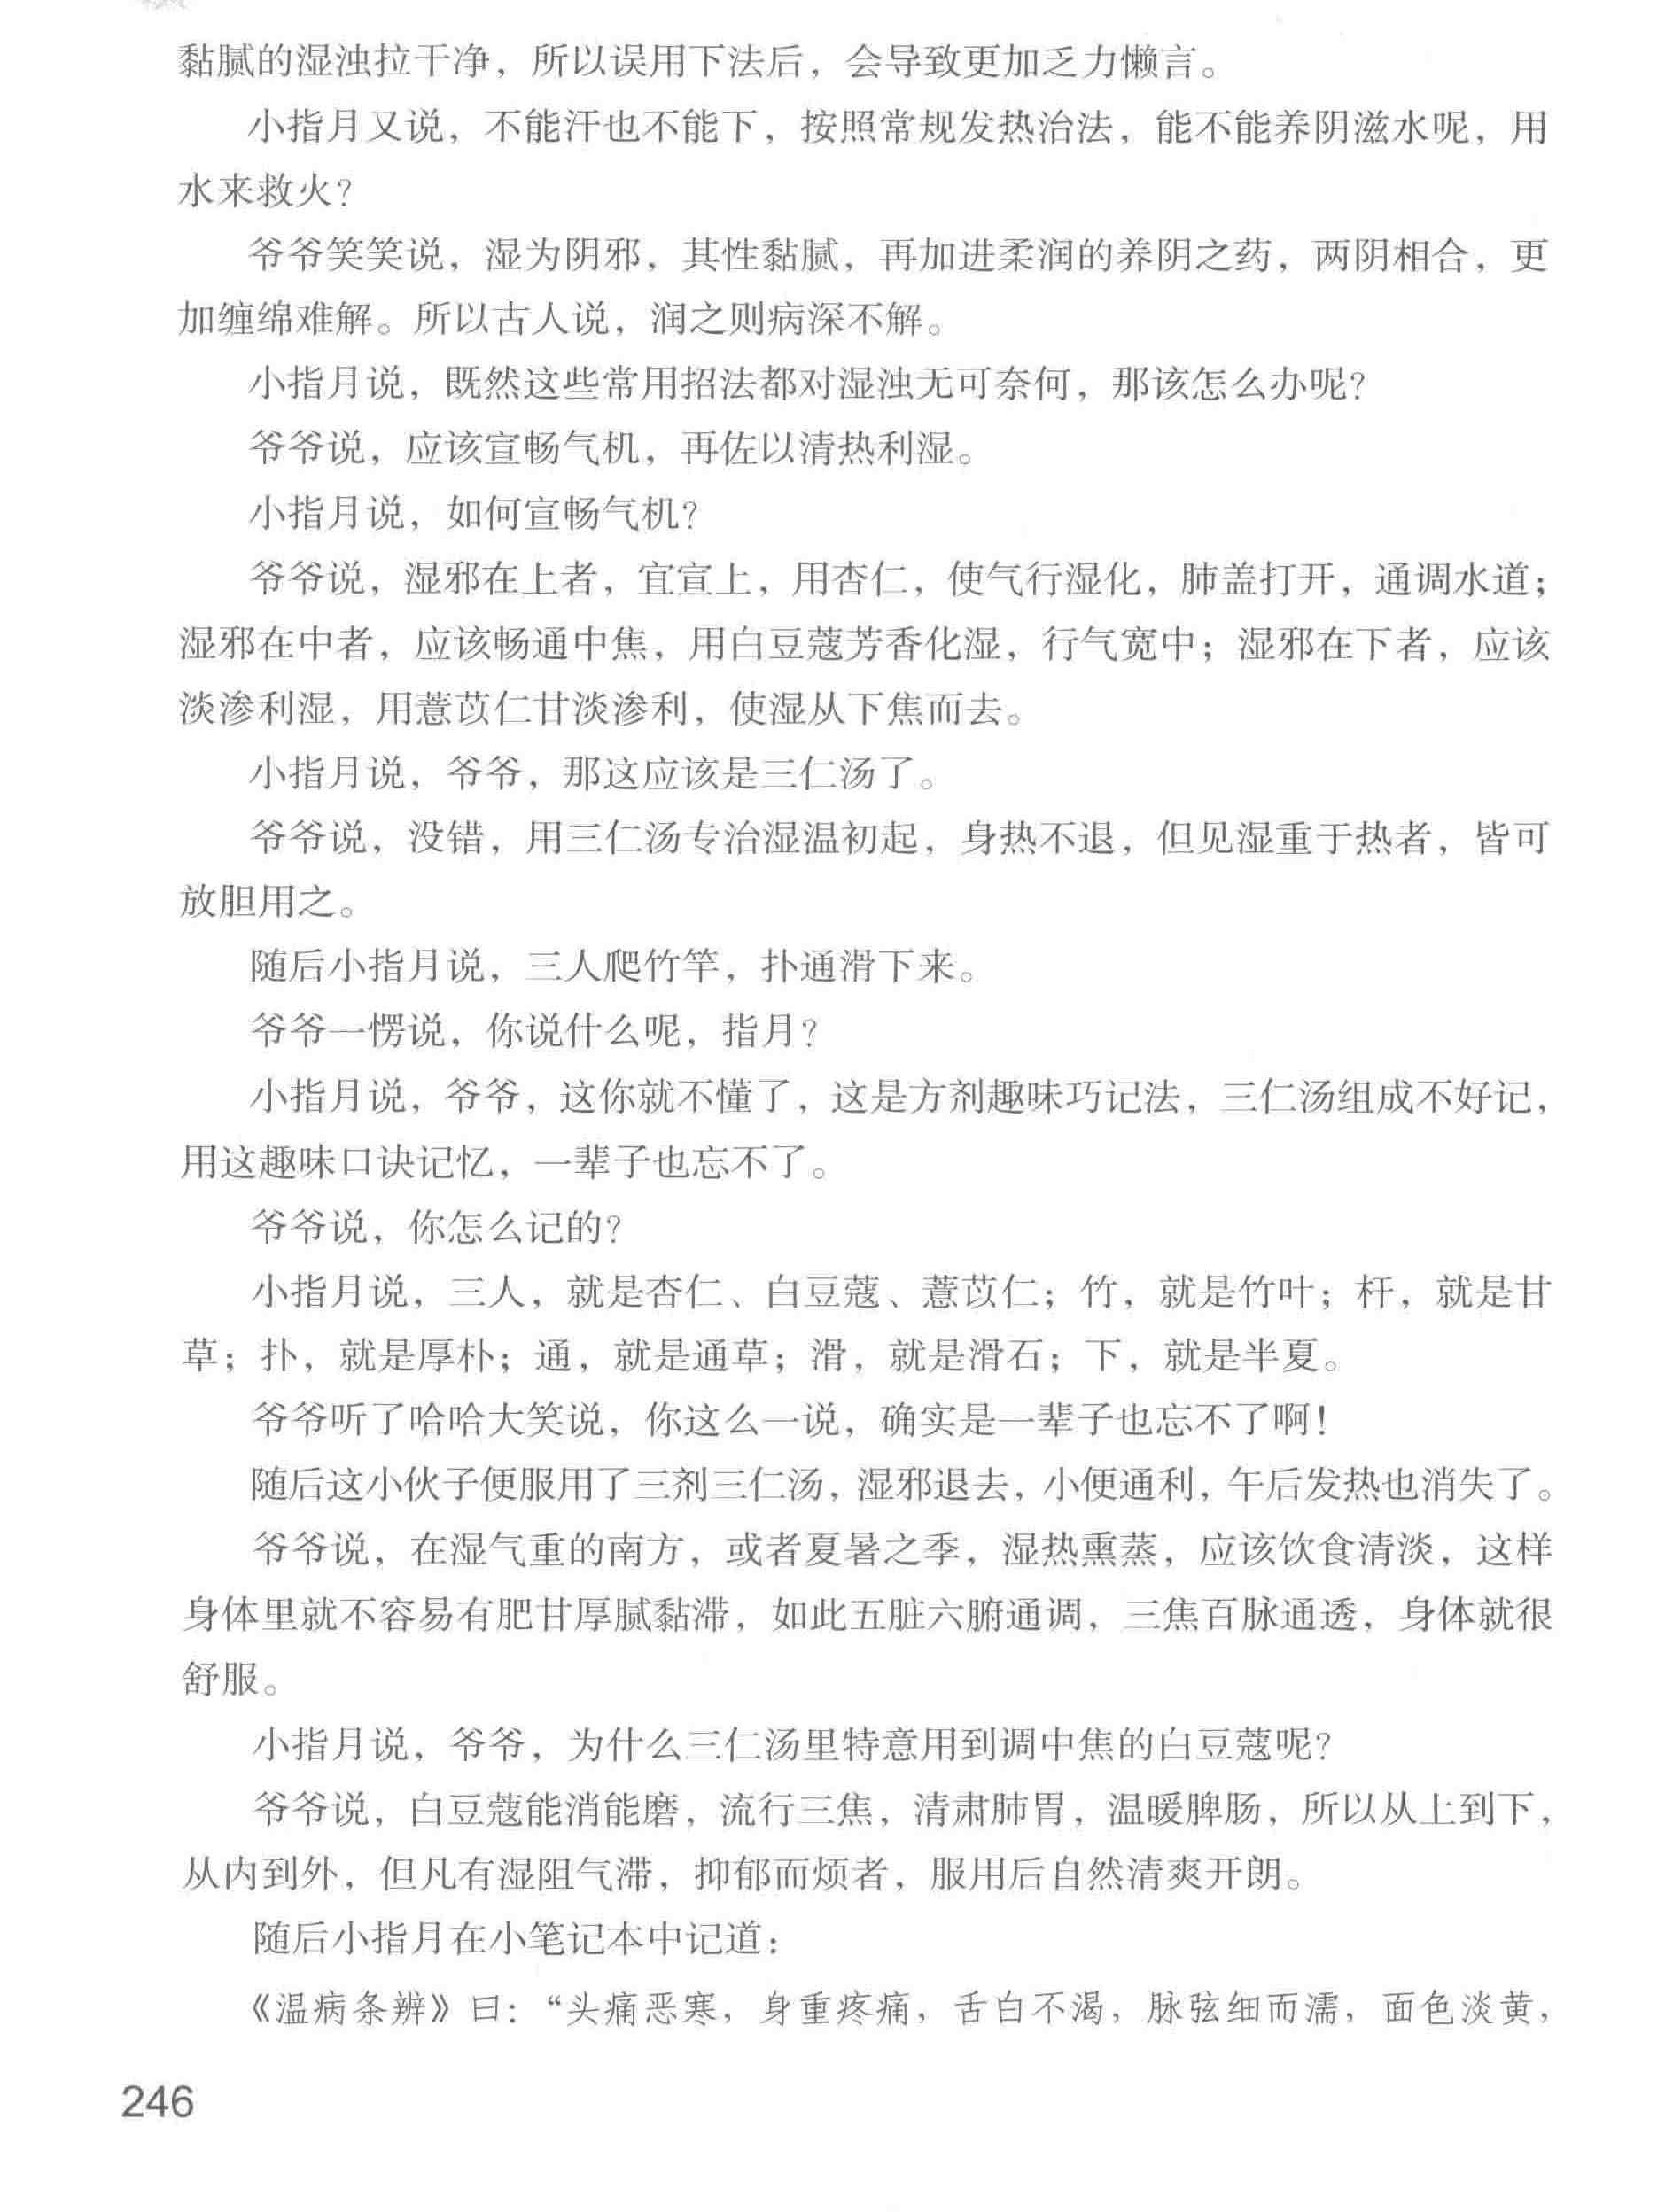 黏腻的湿浊拉干净，所以误用下法后，会导致更加乏力懒言。
小指月又说，不能汗也不能下，按照常规发热治法，能不能养阴滋水呢，用
水来救火？
爷爷笑笑说，湿为阴邪，其性黏腻，再加进柔润的养阴之药，两阴相合，更
加缠绵难解。所以古人说，润之则病深不解。
小指月说，既然这些常用招法都对湿浊无可奈何，那该怎么办呢？
爷爷说，应该宣畅气机，再佐以清热利湿。
小指月说，如何宣畅气机？
爷爷说，湿邪在上者，宜宣上，用杏仁，使气行湿化，肺盖打开，通调水道；
湿邪在中者，应该畅通中焦，用白豆蔻芳香化湿，行气宽中；湿邪在下者，应该
淡渗利湿，用薏苡仁甘淡渗利，使湿从下焦而去。
小指月说，爷爷，那这应该是三仁汤了。
爷爷说，没错，用三仁汤专治湿温初起，身热不退，但见湿重于热者，皆可
放胆用之。
随后小指月说，三人爬竹竿，扑通滑下来。
爷爷一愣说，你说什么呢，指月？
小指月说，爷爷，这你就不懂了，这是方剂趣味巧记法，三仁汤组成不好记，
用这趣味口诀记忆，一辈子也忘不了。
爷爷说，你怎么记的？
小指月说，三人，就是杏仁、白豆蔻、薏苡仁；竹，就是竹叶；杆，就是甘
草；扑，就是厚朴；通，就是通草；滑，就是滑石；下，就是半夏。
爷爷听了哈哈大笑说，你这么一说，确实是一辈子也忘不了啊！
随后这小伙子便服用了三剂三仁汤，湿邪退去，小便通利，午后发热也消失了。
爷爷说，在湿气重的南方，或者夏暑之季，湿热熏蒸，应该饮食清淡，这样
身体里就不容易有肥甘厚腻黏滞，如此五脏六腑通调，三焦百脉通透，身体就很
舒服。
小指月说，爷爷，为什么三仁汤里特意用到调中焦的白豆蔻呢？
爷爷说，白豆蔻能消能磨，流行三焦，清肃肺胃，温暖脾肠，所以从上到下，
从内到外，但凡有湿阻气滞，抑郁而烦者，服用后自然清爽开朗。
随后小指月在小笔记本中记道：
《温病条辨》曰：“头痛恶寒，身重疼痛，舌白不渴，脉弦细而濡，面色淡黄，
246